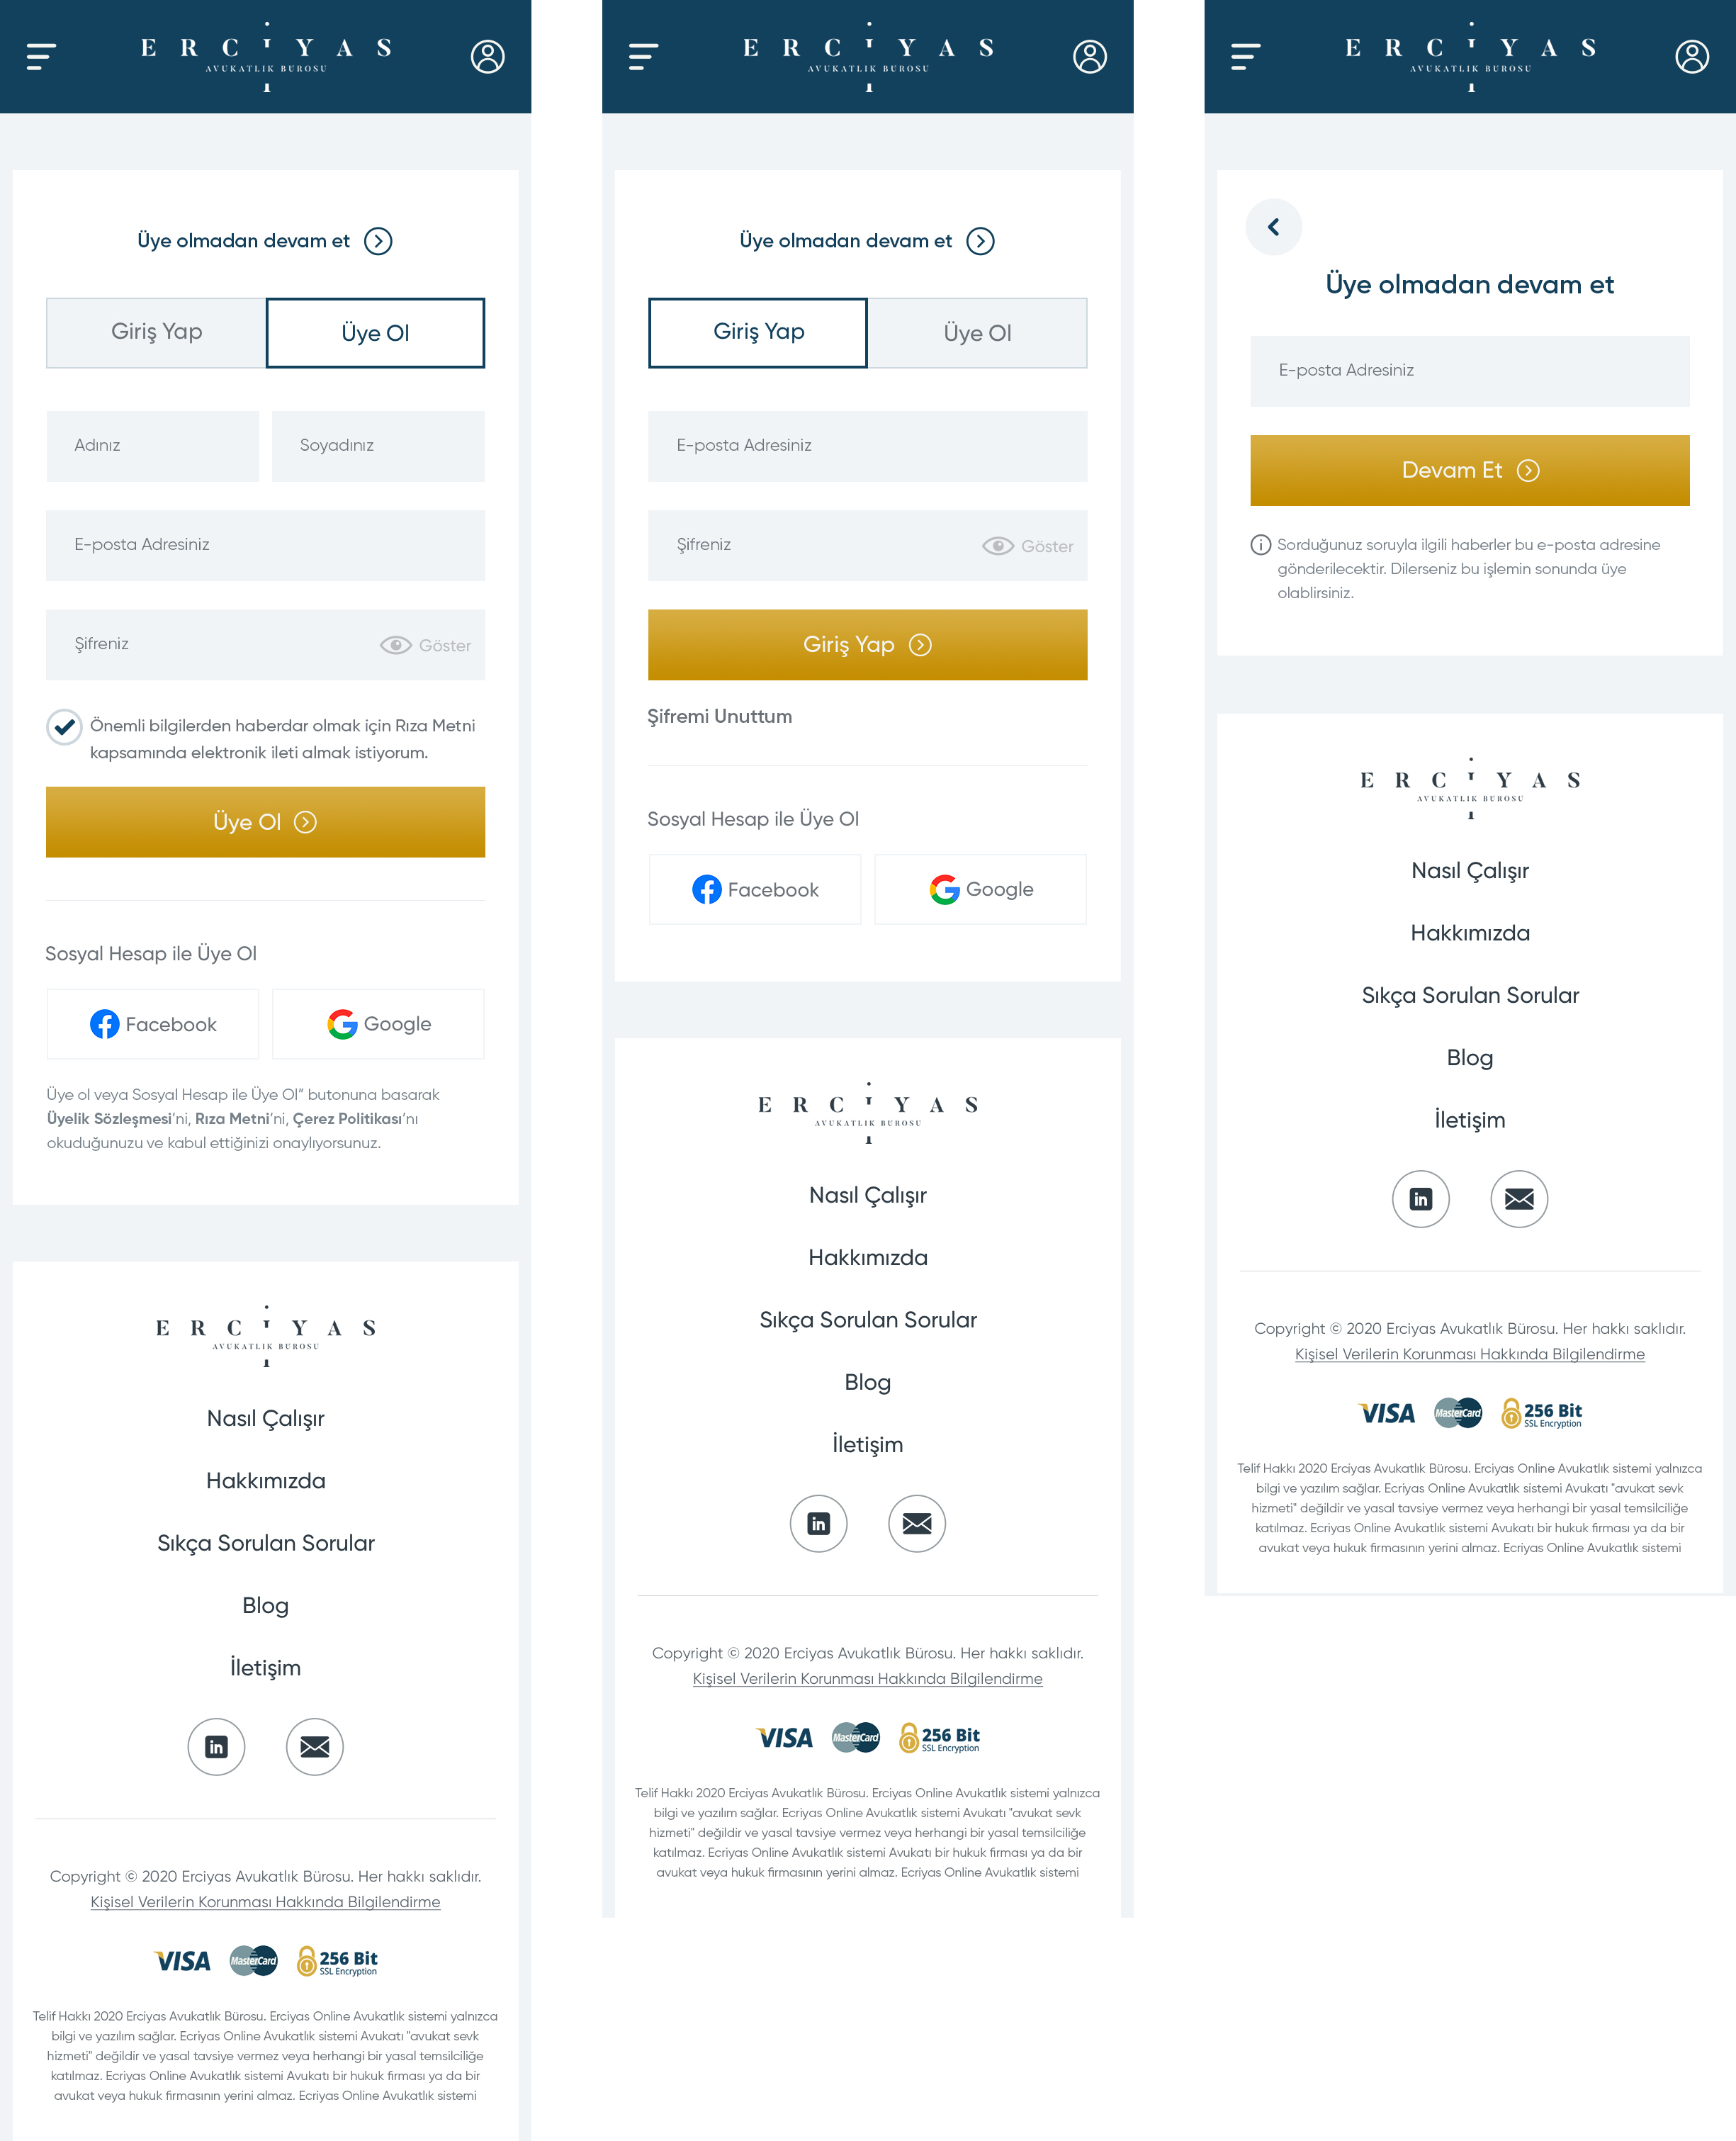 ERCIYAS
AVUKATLIK BÜROSU
Üye olmadan devam et
Giriş Yap
Üye Ol
Adınız
Soyadınız
E-posta Adresiniz
Şifreniz
Göster
Önemli bilgilerden haberdar olmak için Rıza Metni
kapsamında elektronik ileti almak istiyorum.
Üye Ol
Sosyal Hesap ile Üye Ol
Facebook
Google
Üye ol veya Sosyal Hesap ile Üye Ol” butonuna basarak
Üyelik Sözleşmesi'ni, Rıza Metni'ni, Çerez Politikası'nı
okuduğunuzu ve kabul ettiğinizi onaylıyorsunuz.
ERCIYAS
AVUKATLIK BÜROSU
Nasıl Çalışır
Hakkımızda
Sıkça Sorulan Sorular
Blog
İletişim
in
Copyright © 2020 Erciyas Avukatlık Bürosu. Her hakkı saklıdır.
Kişisel Verilerin Korunması Hakkında Bilgilendirme
VISA
MasterCard
256 Bit
SSL Encryption
Telif Hakkı 2020 Erciyas Avukatlık Bürosu. Erciyas Online Avukatlık sistemi yalnızca
bilgi ve yazılım sağlar. Ecriyas Online Avukatlık sistemi Avukatı "avukat sevk
hizmeti" değildir ve yasal tavsiye vermez veya herhangi bir yasal temsilciliğe
katılmaz. Ecriyas Online Avukatlık sistemi Avukatı bir hukuk firması ya da bir
avukat veya hukuk firmasının yerini almaz. Ecriyas Online Avukatlık sistemi
ERCIYAS
AVUKATLIK BÜROSU
Üye olmadan devam et
Giriş Yap
Üye Ol
E-posta Adresiniz
Şifreniz
Göster
Giriş Yap
Şifremi Unuttum
Sosyal Hesap ile Üye Ol
Facebook
Google
ERCIYAS
AVUKATLIK BÜROSU
Nasıl Çalışır
Hakkımızda
Sıkça Sorulan Sorular
Blog
İletişim
in
Copyright © 2020 Erciyas Avukatlık Bürosu. Her hakkı saklıdır.
Kişisel Verilerin Korunması Hakkında Bilgilendirme
VISA
MasterCard
256 Bit
SSL Encryption
Telif Hakkı 2020 Erciyas Avukatlık Bürosu. Erciyas Online Avukatlık sistemi yalnızca
bilgi ve yazılım sağlar. Ecriyas Online Avukatlık sistemi Avukatı "avukat sevk
hizmeti" değildir ve yasal tavsiye vermez veya herhangi bir yasal temsilciliğe
katılmaz. Ecriyas Online Avukatlık sistemi Avukatı bir hukuk firması ya da bir
avukat veya hukuk firmasının yerini almaz. Ecriyas Online Avukatlık sistemi
ERCIYAS
AVUKATLIK BÜROSU
Üye olmadan devam et
E-posta Adresiniz
Devam Et
Sorduğunuz soruyla ilgili haberler bu e-posta adresine
gönderilecektir. Dilerseniz bu işlemin sonunda üye
olablirsiniz.
ERCIYAS
AVUKATLIK BÜROSU
Nasıl Çalışır
Hakkımızda
Sıkça Sorulan Sorular
Blog
İletişim
in
Copyright © 2020 Erciyas Avukatlık Bürosu. Her hakkı saklıdır.
Kişisel Verilerin Korunması Hakkında Bilgilendirme
VISA
MasterCard
256 Bit
SSL Encryption
Telif Hakkı 2020 Erciyas Avukatlık Bürosu. Erciyas Online Avukatlık sistemi yalnızca
bilgi ve yazılım sağlar. Ecriyas Online Avukatlık sistemi Avukatı "avukat sevk
hizmeti" değildir ve yasal tavsiye vermez veya herhangi bir yasal temsilciliğe
katılmaz. Ecriyas Online Avukatlık sistemi Avukatı bir hukuk firması ya da bir
avukat veya hukuk firmasının yerini almaz. Ecriyas Online Avukatlık sistemi